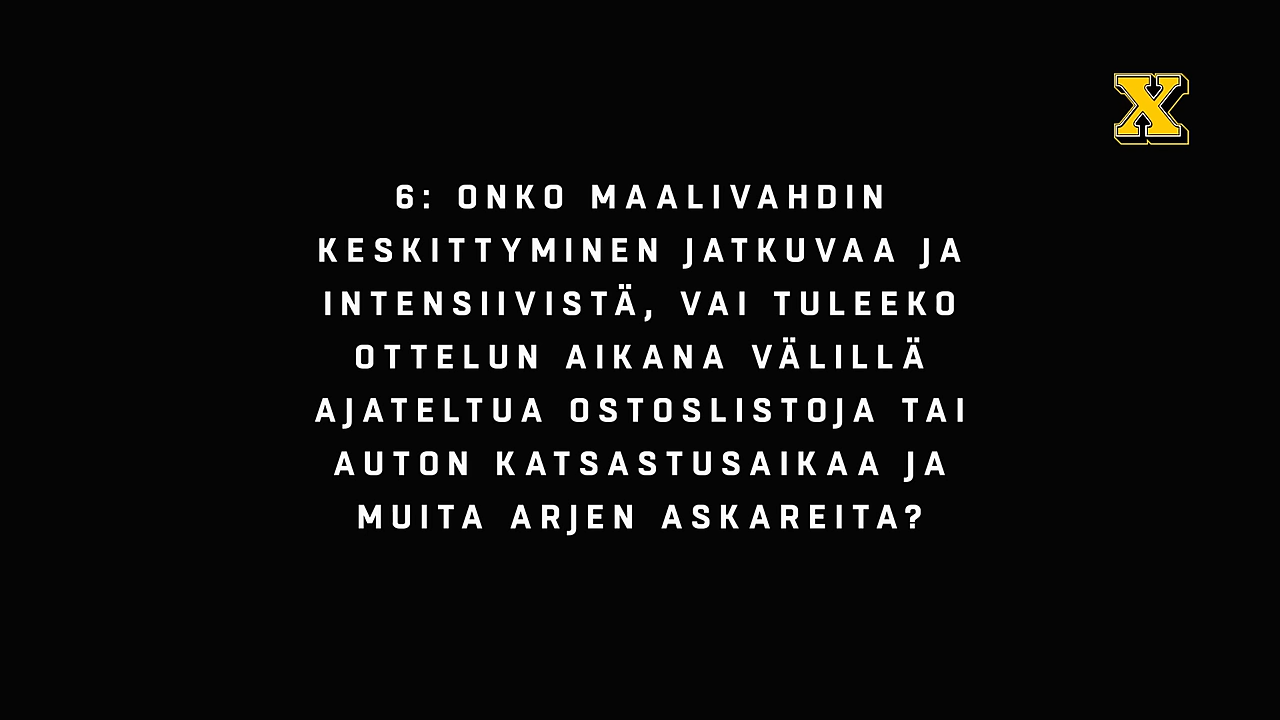 X
6: ONKO MAALIVAHDIN
KESKITTYMINEN JATKUVAA JA
INTENSIIVISTÄ, VAI TULEEKO
OTTELUN AIKANA VÄLILLÄ
AJATELTUA OSTOSLISTOJA TAI
AUTON KATSASTUSAIKAA JA
MUITA ARJEN ASKAREITA?